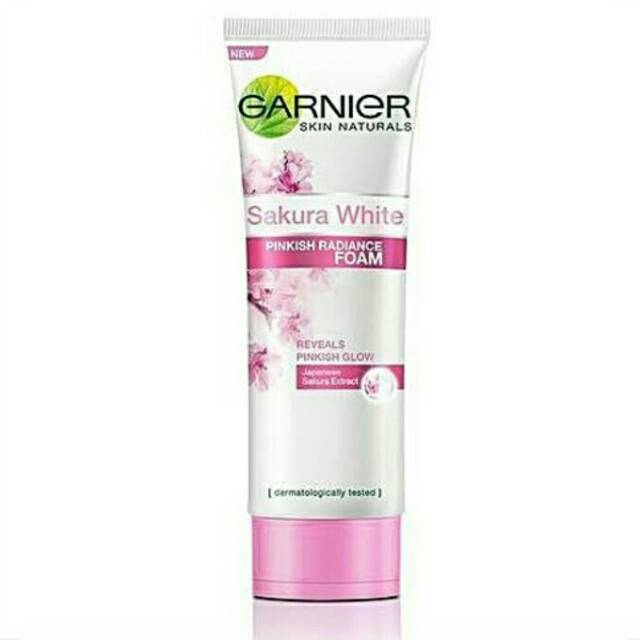 NEW
GARNIER
SKIN NATURALS
Sakura White
PINKISH RADIANCE
FOAM
REVEALS
PINKISH GLOW
Japanese
Sakura Extract
[ dermatologically tested ]